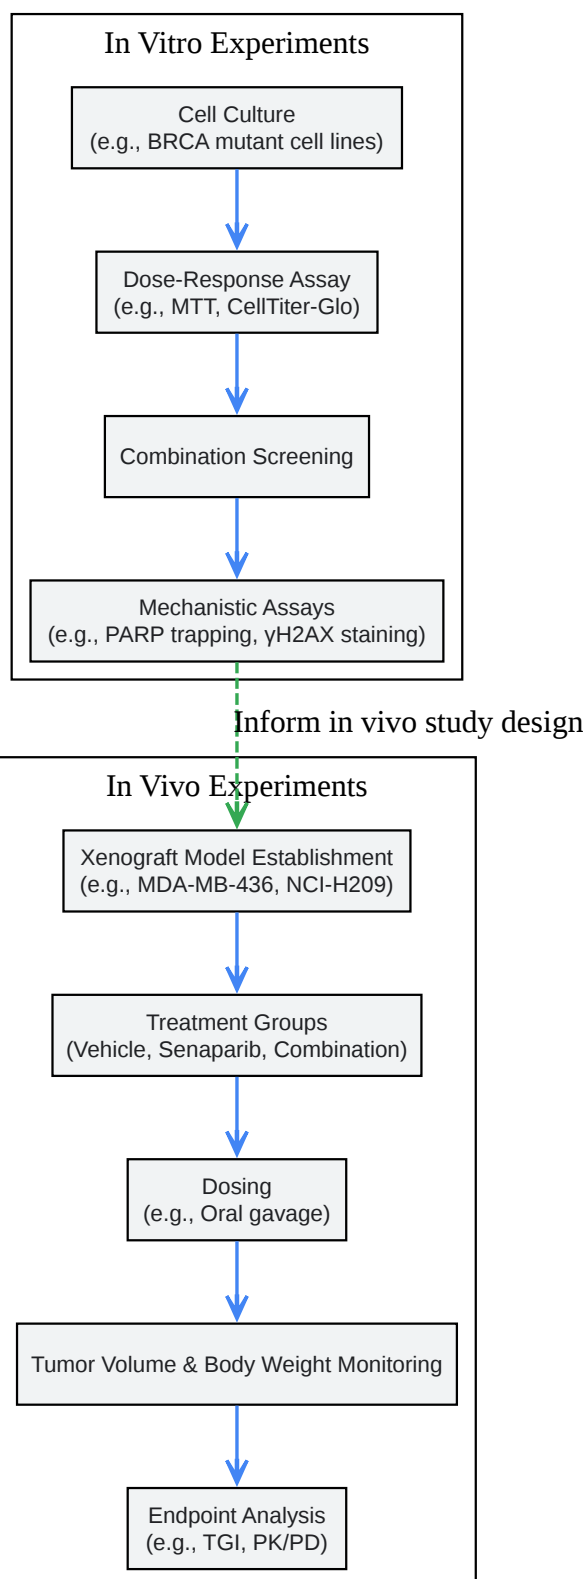 In Vitro Experiments
Cell Culture
(e.g., BRCA mutant cell lines)
Dose-Response Assay
(e.g., MTT, CellTiter-Glo)
Combination Screening
Mechanistic Assays
(e.g., PARP trapping, γH2AX staining)
Inform in vivo study design
In Vivo Experiments
Xenograft Model Establishment
(e.g., MDA-MB-436, NCI-H209)
Treatment Groups
(Vehicle, Senaparib, Combination)
Dosing
(e.g., Oral gavage)
Tumor Volume & Body Weight Monitoring
Endpoint Analysis
(e.g., TGI, PK/PD)